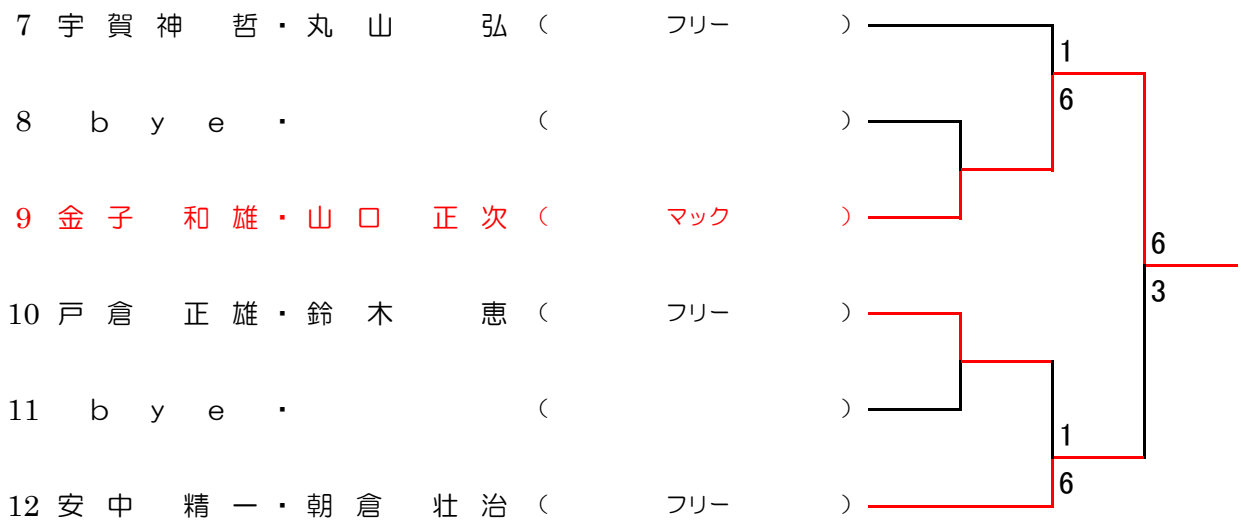 7 宇賀神 哲・丸山 弘 ( フリー )
1
6
8 bye ・ ( )
9 金子 和雄・山口 正次 ( マック )
6
3
10 戸倉 正雄・鈴木 恵 ( フリー )
11 bye ・ ( )
1
6
12 安中 精一・朝倉 壮治 ( フリー )